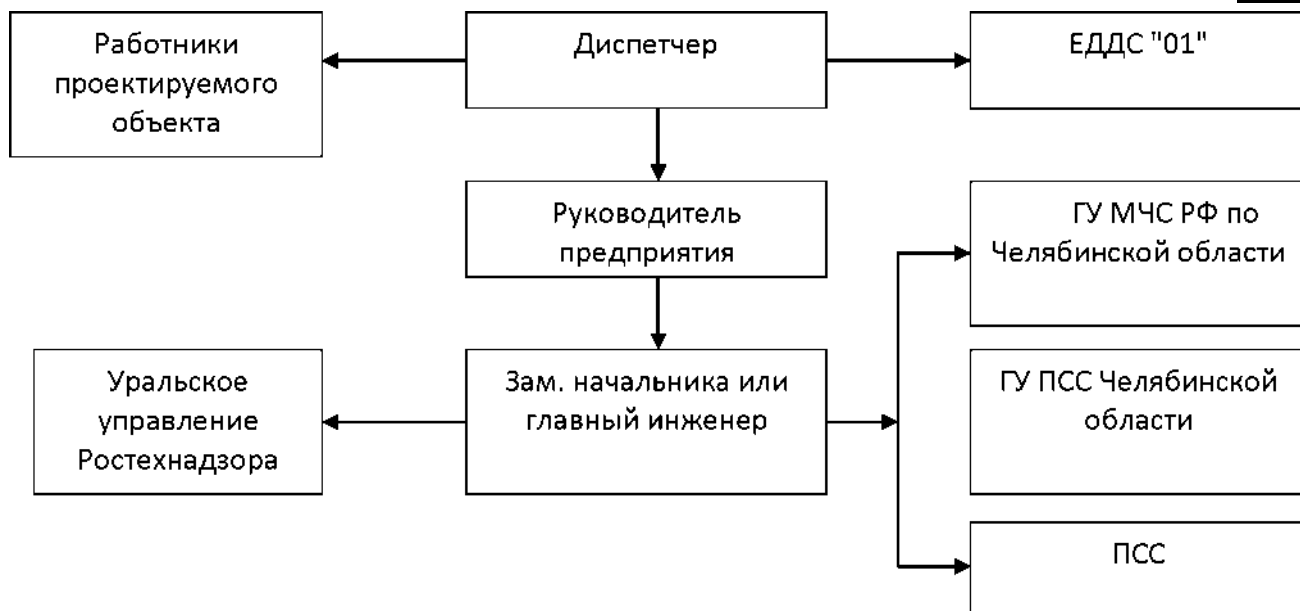 Работники
проектируемого
объекта
Диспетчер
ЕДДС "01"
Руководитель
предприятия
ГУ МЧС РФ по
Челябинской области
Уральское
управление
Ростехнадзора
Зам. начальника или
главный инженер
ГУ ПСС Челябинской
области
ПСС